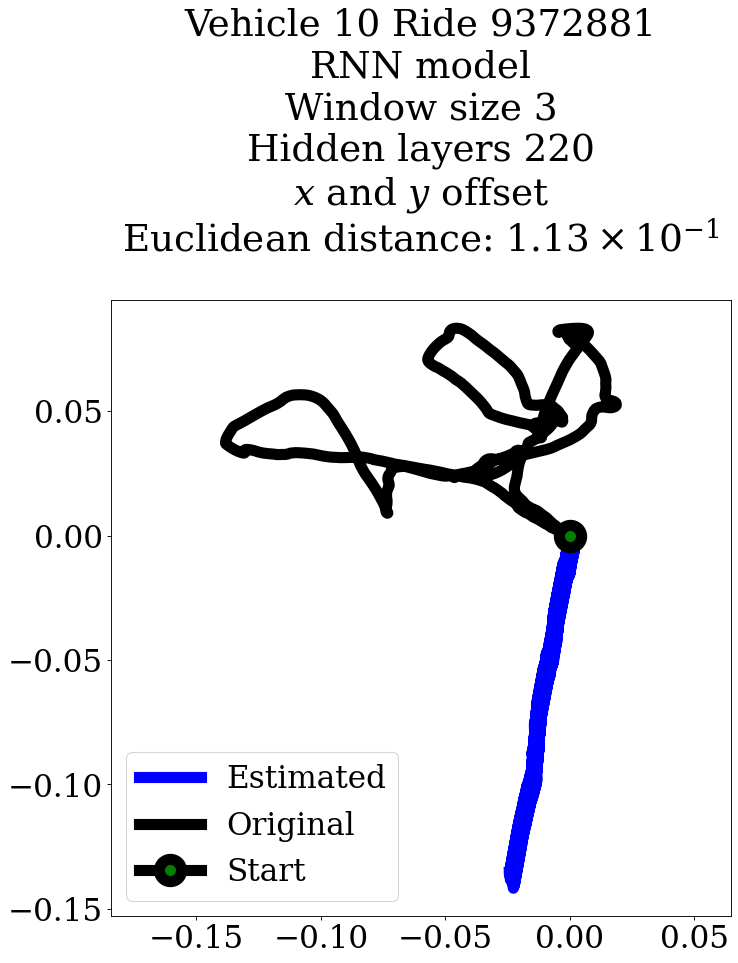 Vehicle 10 Ride 9372881
RNN model
Window size 3
Hidden layers 220
x and y offset
Euclidean distance: 1.13 × 10⁻¹
0.05
0.00
−0.05
−0.10
−0.15
Estimated
Original
Start
−0.15 −0.10 −0.05 0.00 0.05